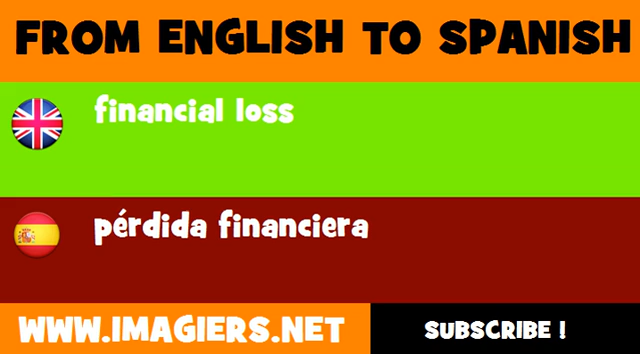 FROM ENGLISH TO SPANISH
financial loss
pérdida financiera
WWW.IMAGIERS.NET
SUBSCRIBE !